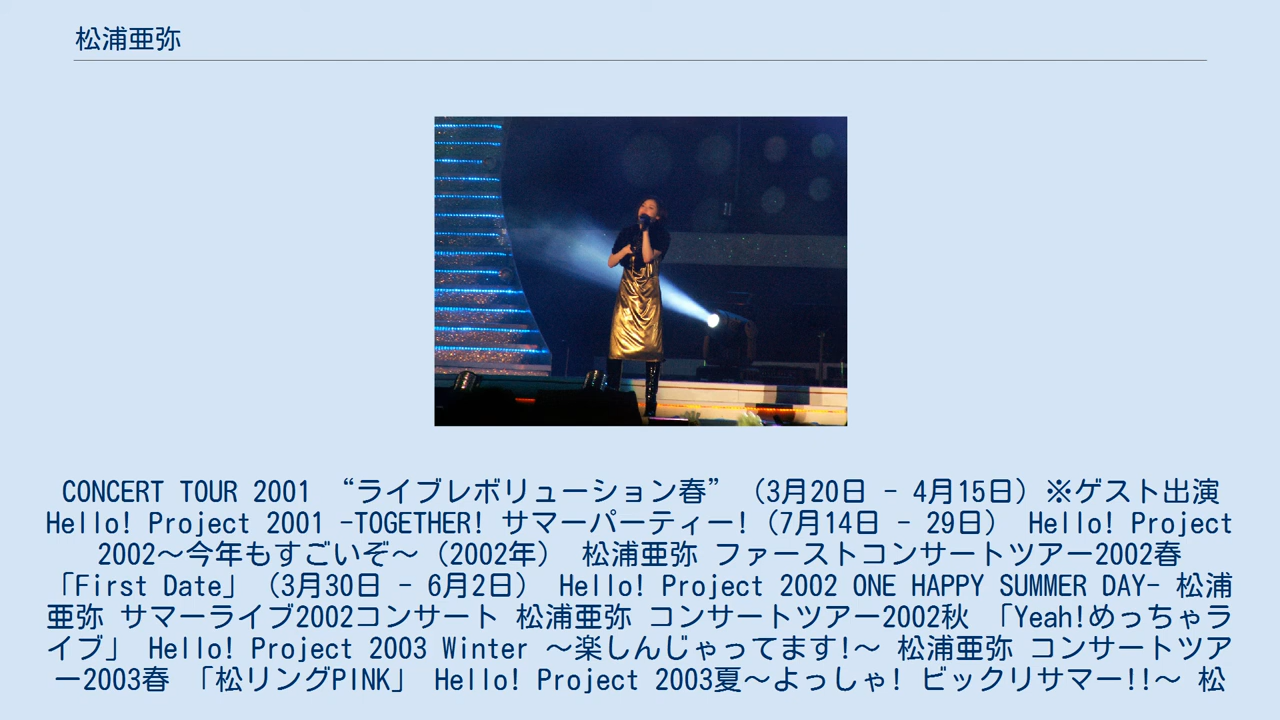 松浦亜弥
CONCERT TOUR 2001 “ライブレボリューション春” （3月20日 - 4月15日）※ゲスト出演
Hello! Project 2001 -TOGETHER! サマーパーティー!（7月14日 - 29日） Hello! Project
2002〜今年もすごいぞ〜（2002年） 松浦亜弥 ファーストコンサートツアー2002春
「First Date」（3月30日 - 6月2日） Hello! Project 2002 ONE HAPPY SUMMER DAY- 松浦
亜弥 サマーライブ2002コンサート 松浦亜弥 コンサートツアー2002秋 「Yeah!めっちゃラ
イブ」 Hello! Project 2003 Winter 〜楽しんじゃってます!〜 松浦亜弥 コンサートツア
ー2003春 「松リングPINK」 Hello! Project 2003夏〜よっしゃ! ビックリサマー!!〜 松